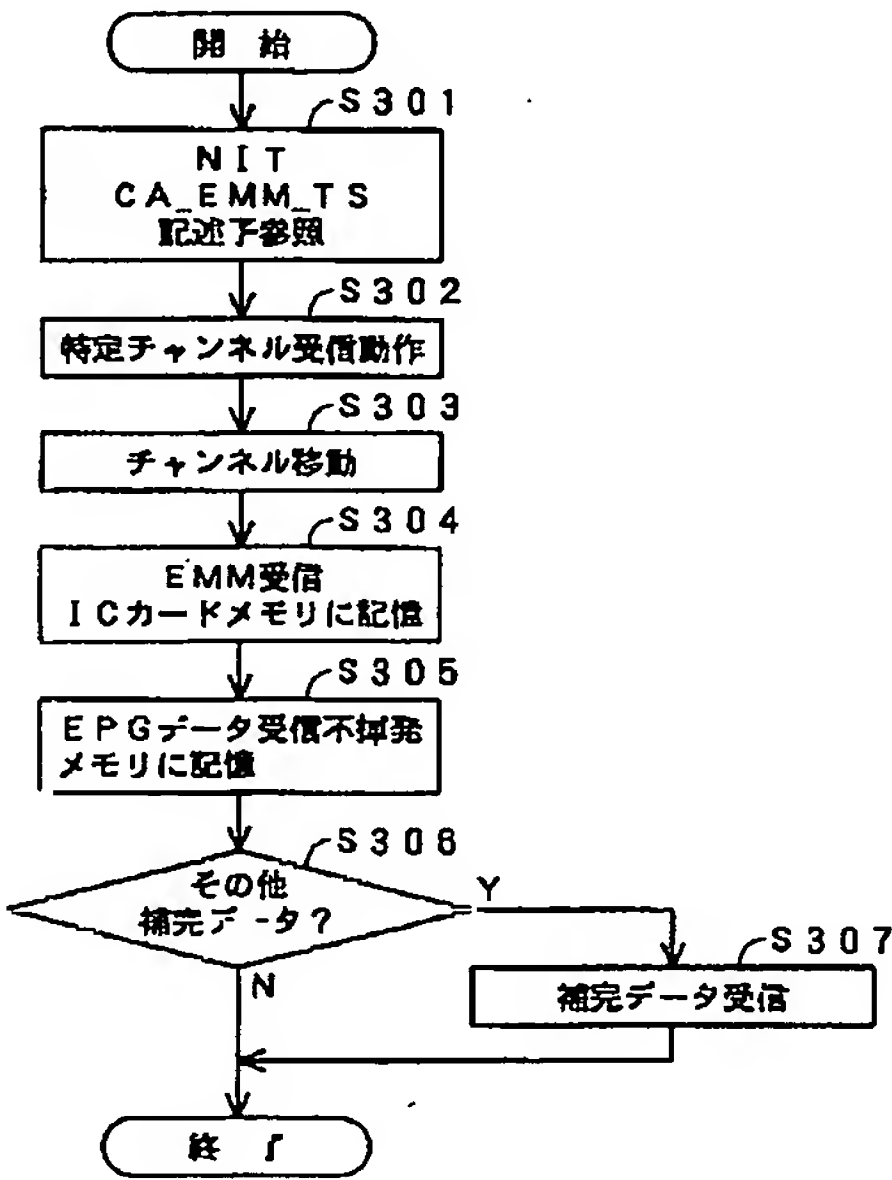 開 始
S301
NIT
CA_EMM_TS
記述子参照
S302
特定チャンネル受信動作
S303
チャンネル移動
S304
EMM受信
ICカードメモリに記憶
S305
EPGデータ受信不揮発
メモリに記憶
S306
その他
補完データ?
Y
N
S307
補完データ受信
終 了